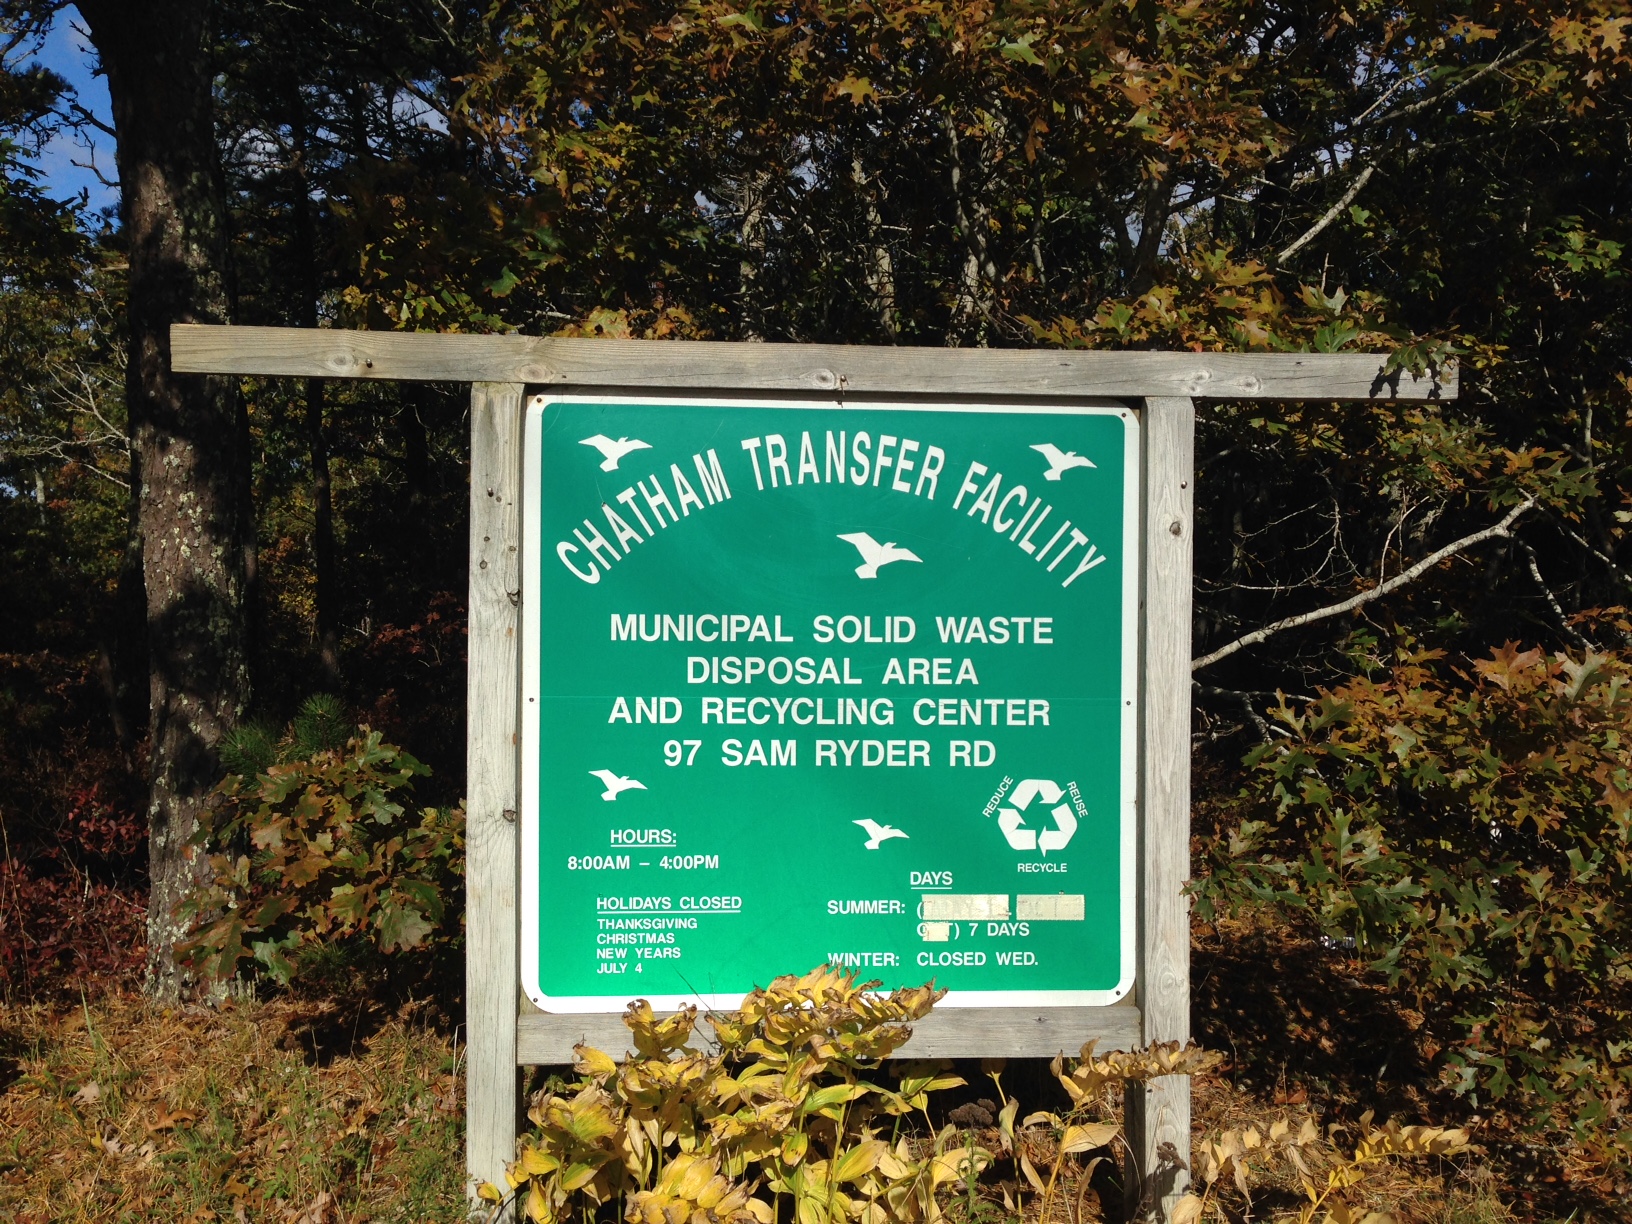 CHATHAM TRANSFER FACILITY
MUNICIPAL SOLID WASTE
DISPOSAL AREA
AND RECYCLING CENTER
97 SAM RYDER RD
REDUCE
REUSE
RECYCLE
HOURS:
8:00AM – 4:00PM
HOLIDAYS CLOSED
THANKSGIVING
CHRISTMAS
NEW YEARS
JULY 4
DAYS
SUMMER:
7 DAYS
WINTER: CLOSED WED.